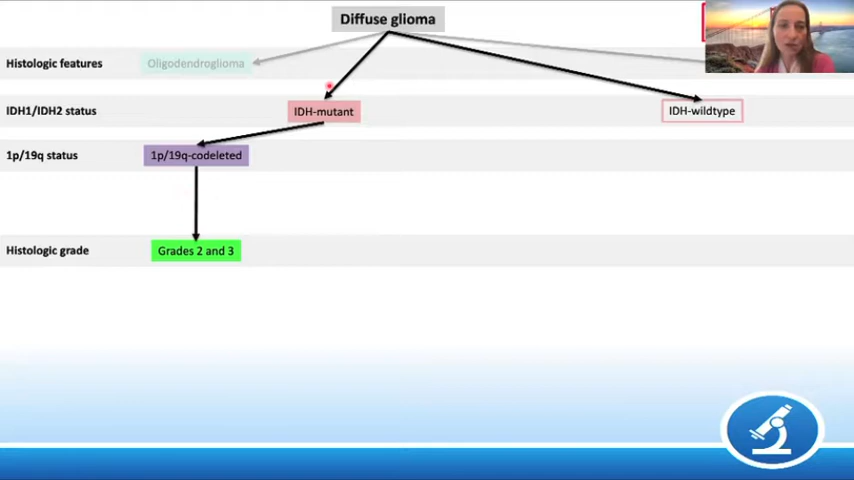 Diffuse glioma
Histologic features
Oligodendroglioma
IDH1/IDH2 status
IDH-mutant
IDH-wildtype
1p/19q status
1p/19q-codeleted
Histologic grade
Grades 2 and 3